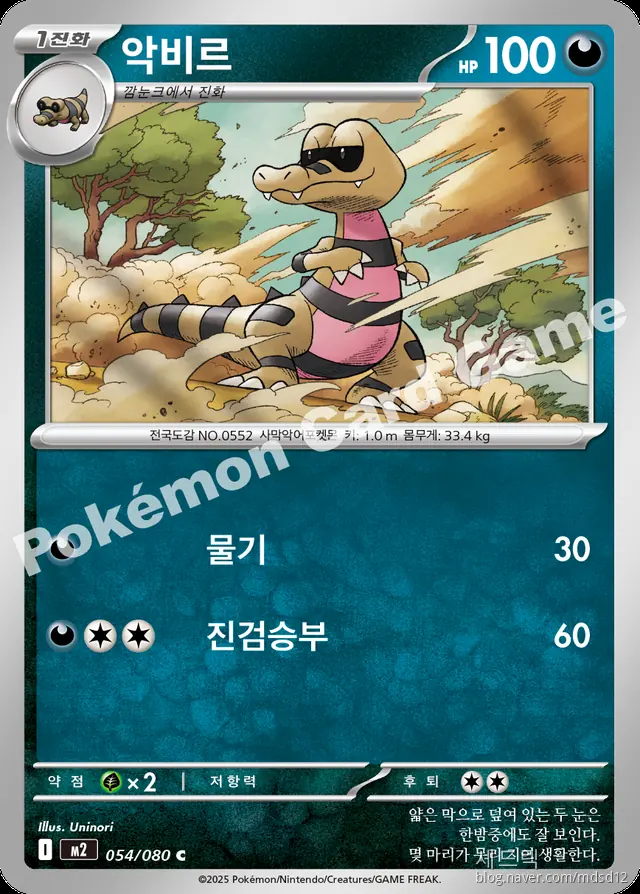 1진화
악비르
HP 100
깜눈크에서 진화
전국도감 NO.0552 사막악어포켓몬 키: 1.0 m 몸무게: 33.4 kg
Pokémon Card Game
물기 30
진검승부 60
약점 ×2 저항력 후퇴
얇은 막으로 덮여 있는 두 눈은
한밤중에도 잘 보인다.
몇 마리가 무리 지어 생활한다.
Illus. Uninori
I m2 054/080 C
세드릭
blog.naver.com/mdsd12
©2025 Pokémon/Nintendo/Creatures/GAME FREAK.